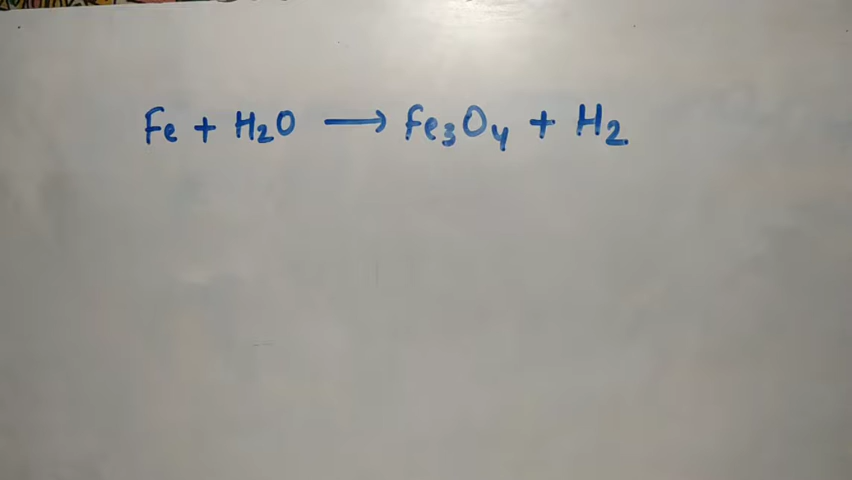 Fe + H₂O ⟶ Fe₃O₄ + H₂